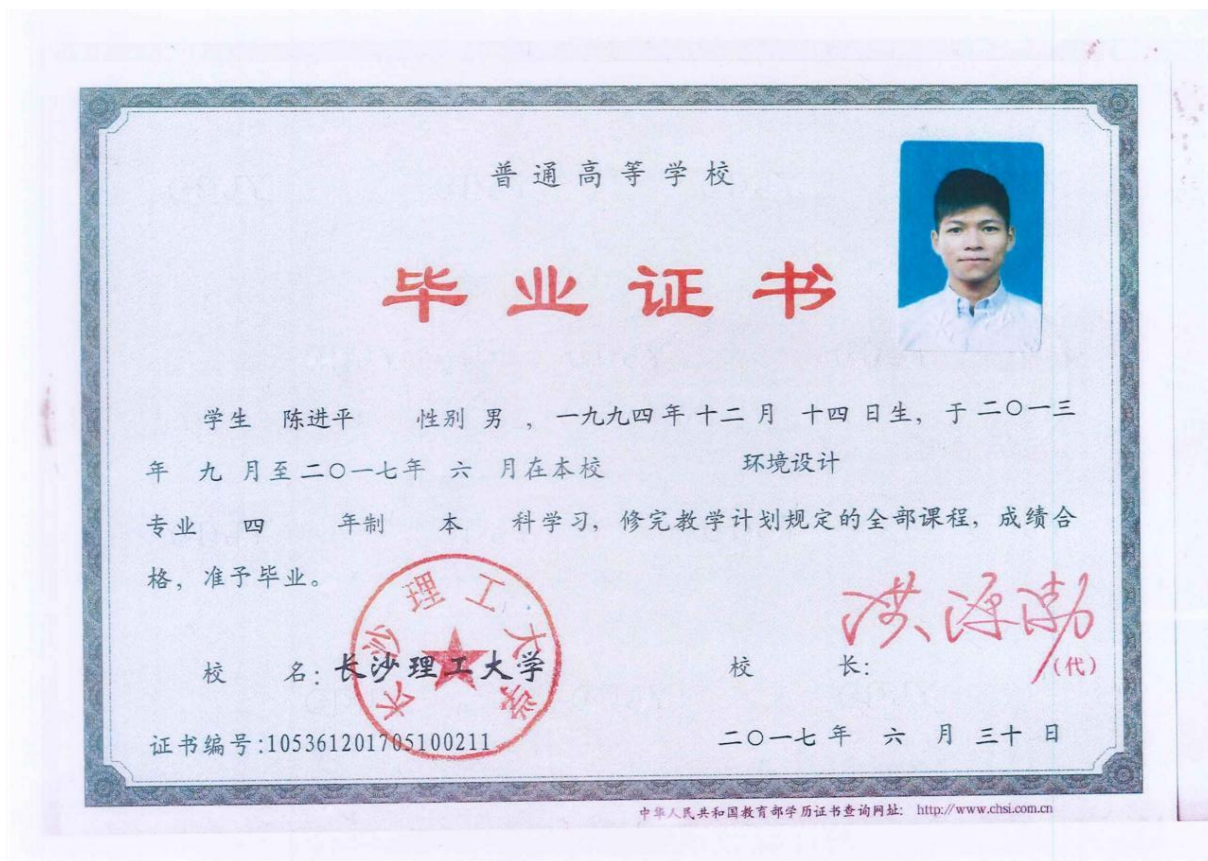 普通高等学校
毕业证书
学生 陈进平 性别 男 ，一九九四年十二月 十四日生，于二〇一三
年 九 月至二〇一七年 六 月在本校 环境设计
专业 四 年制 本 科学习，修完教学计划规定的全部课程，成绩合
格，准予毕业。
长沙理工大学
洪源渤
校 名：长沙理工大学 校 长： （代）
证书编号：105361201705100211 二〇一七年 六 月 三十 日
中华人民共和国教育部学历证书查询网址： http://www.chsi.com.cn